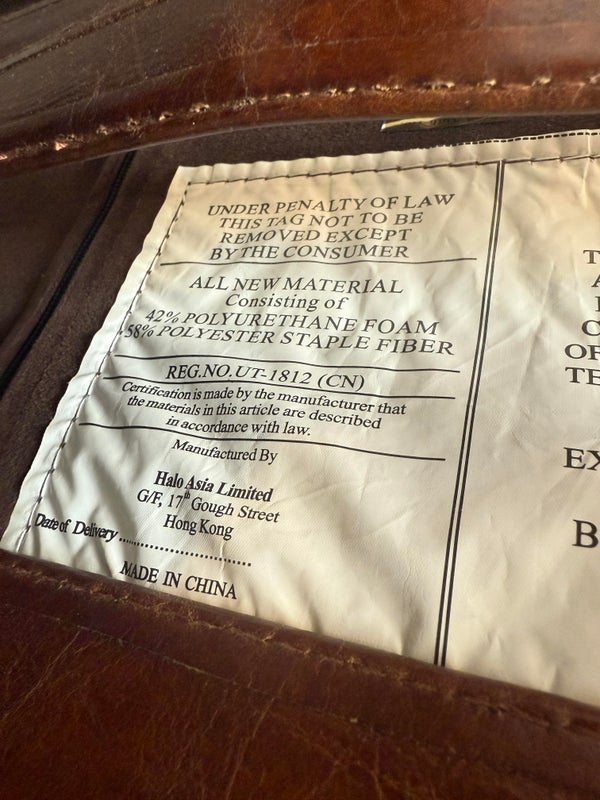 UNDER PENALTY OF LAW
THIS TAG NOT TO BE
REMOVED EXCEPT
BY THE CONSUMER
ALL NEW MATERIAL
Consisting of
42% POLYURETHANE FOAM
58% POLYESTER STAPLE FIBER
REG.NO.UT-1812 (CN)
Certification is made by the manufacturer that
the materials in this article are described
in accordance with law.
Manufactured By
Halo Asia Limited
G/F, 17th Gough Street
Hong Kong
Date of Delivery....................................
MADE IN CHINA
OF
TE
EX
B